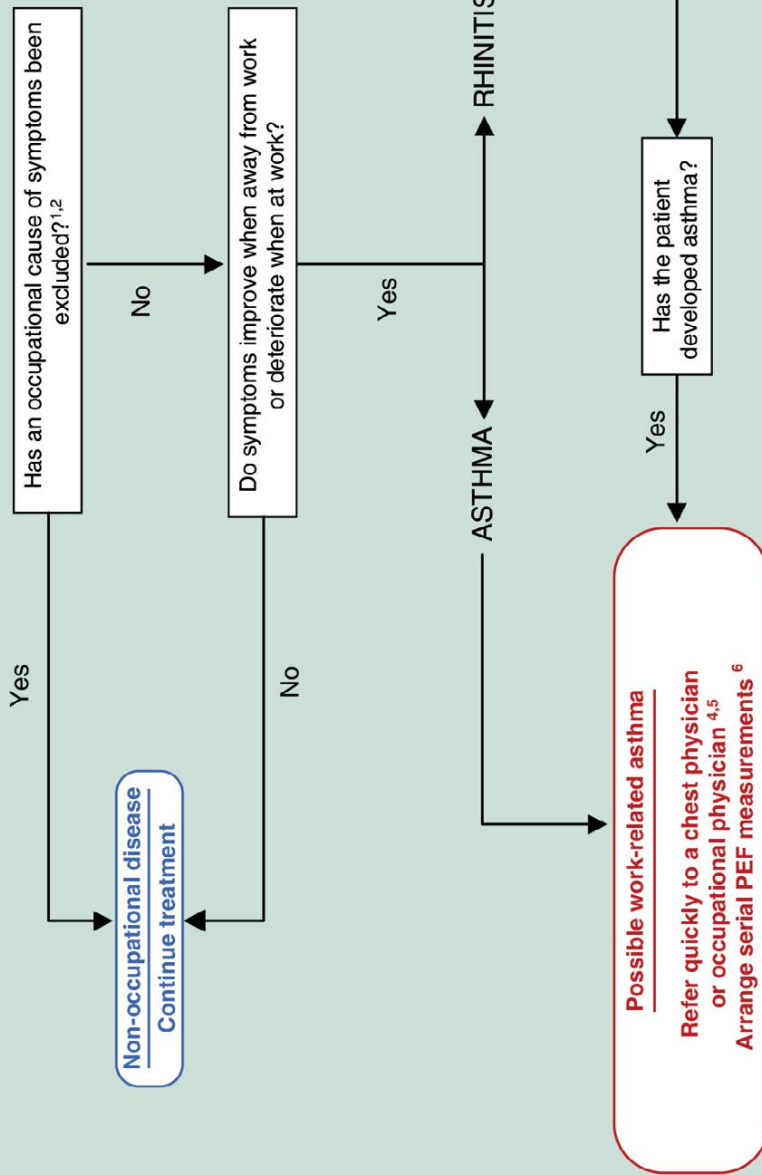 Has an occupational cause of symptoms been
excluded?1,2
Yes
No
Do symptoms improve when away from work
or deteriorate when at work?
Non-occupational disease
Continue treatment
No
Yes
ASTHMA
RHINITIS
Possible work-related asthma
Refer quickly to a chest physician
or occupational physician 4,5
Arrange serial PEF measurements 6
Yes
Has the patient
developed asthma?